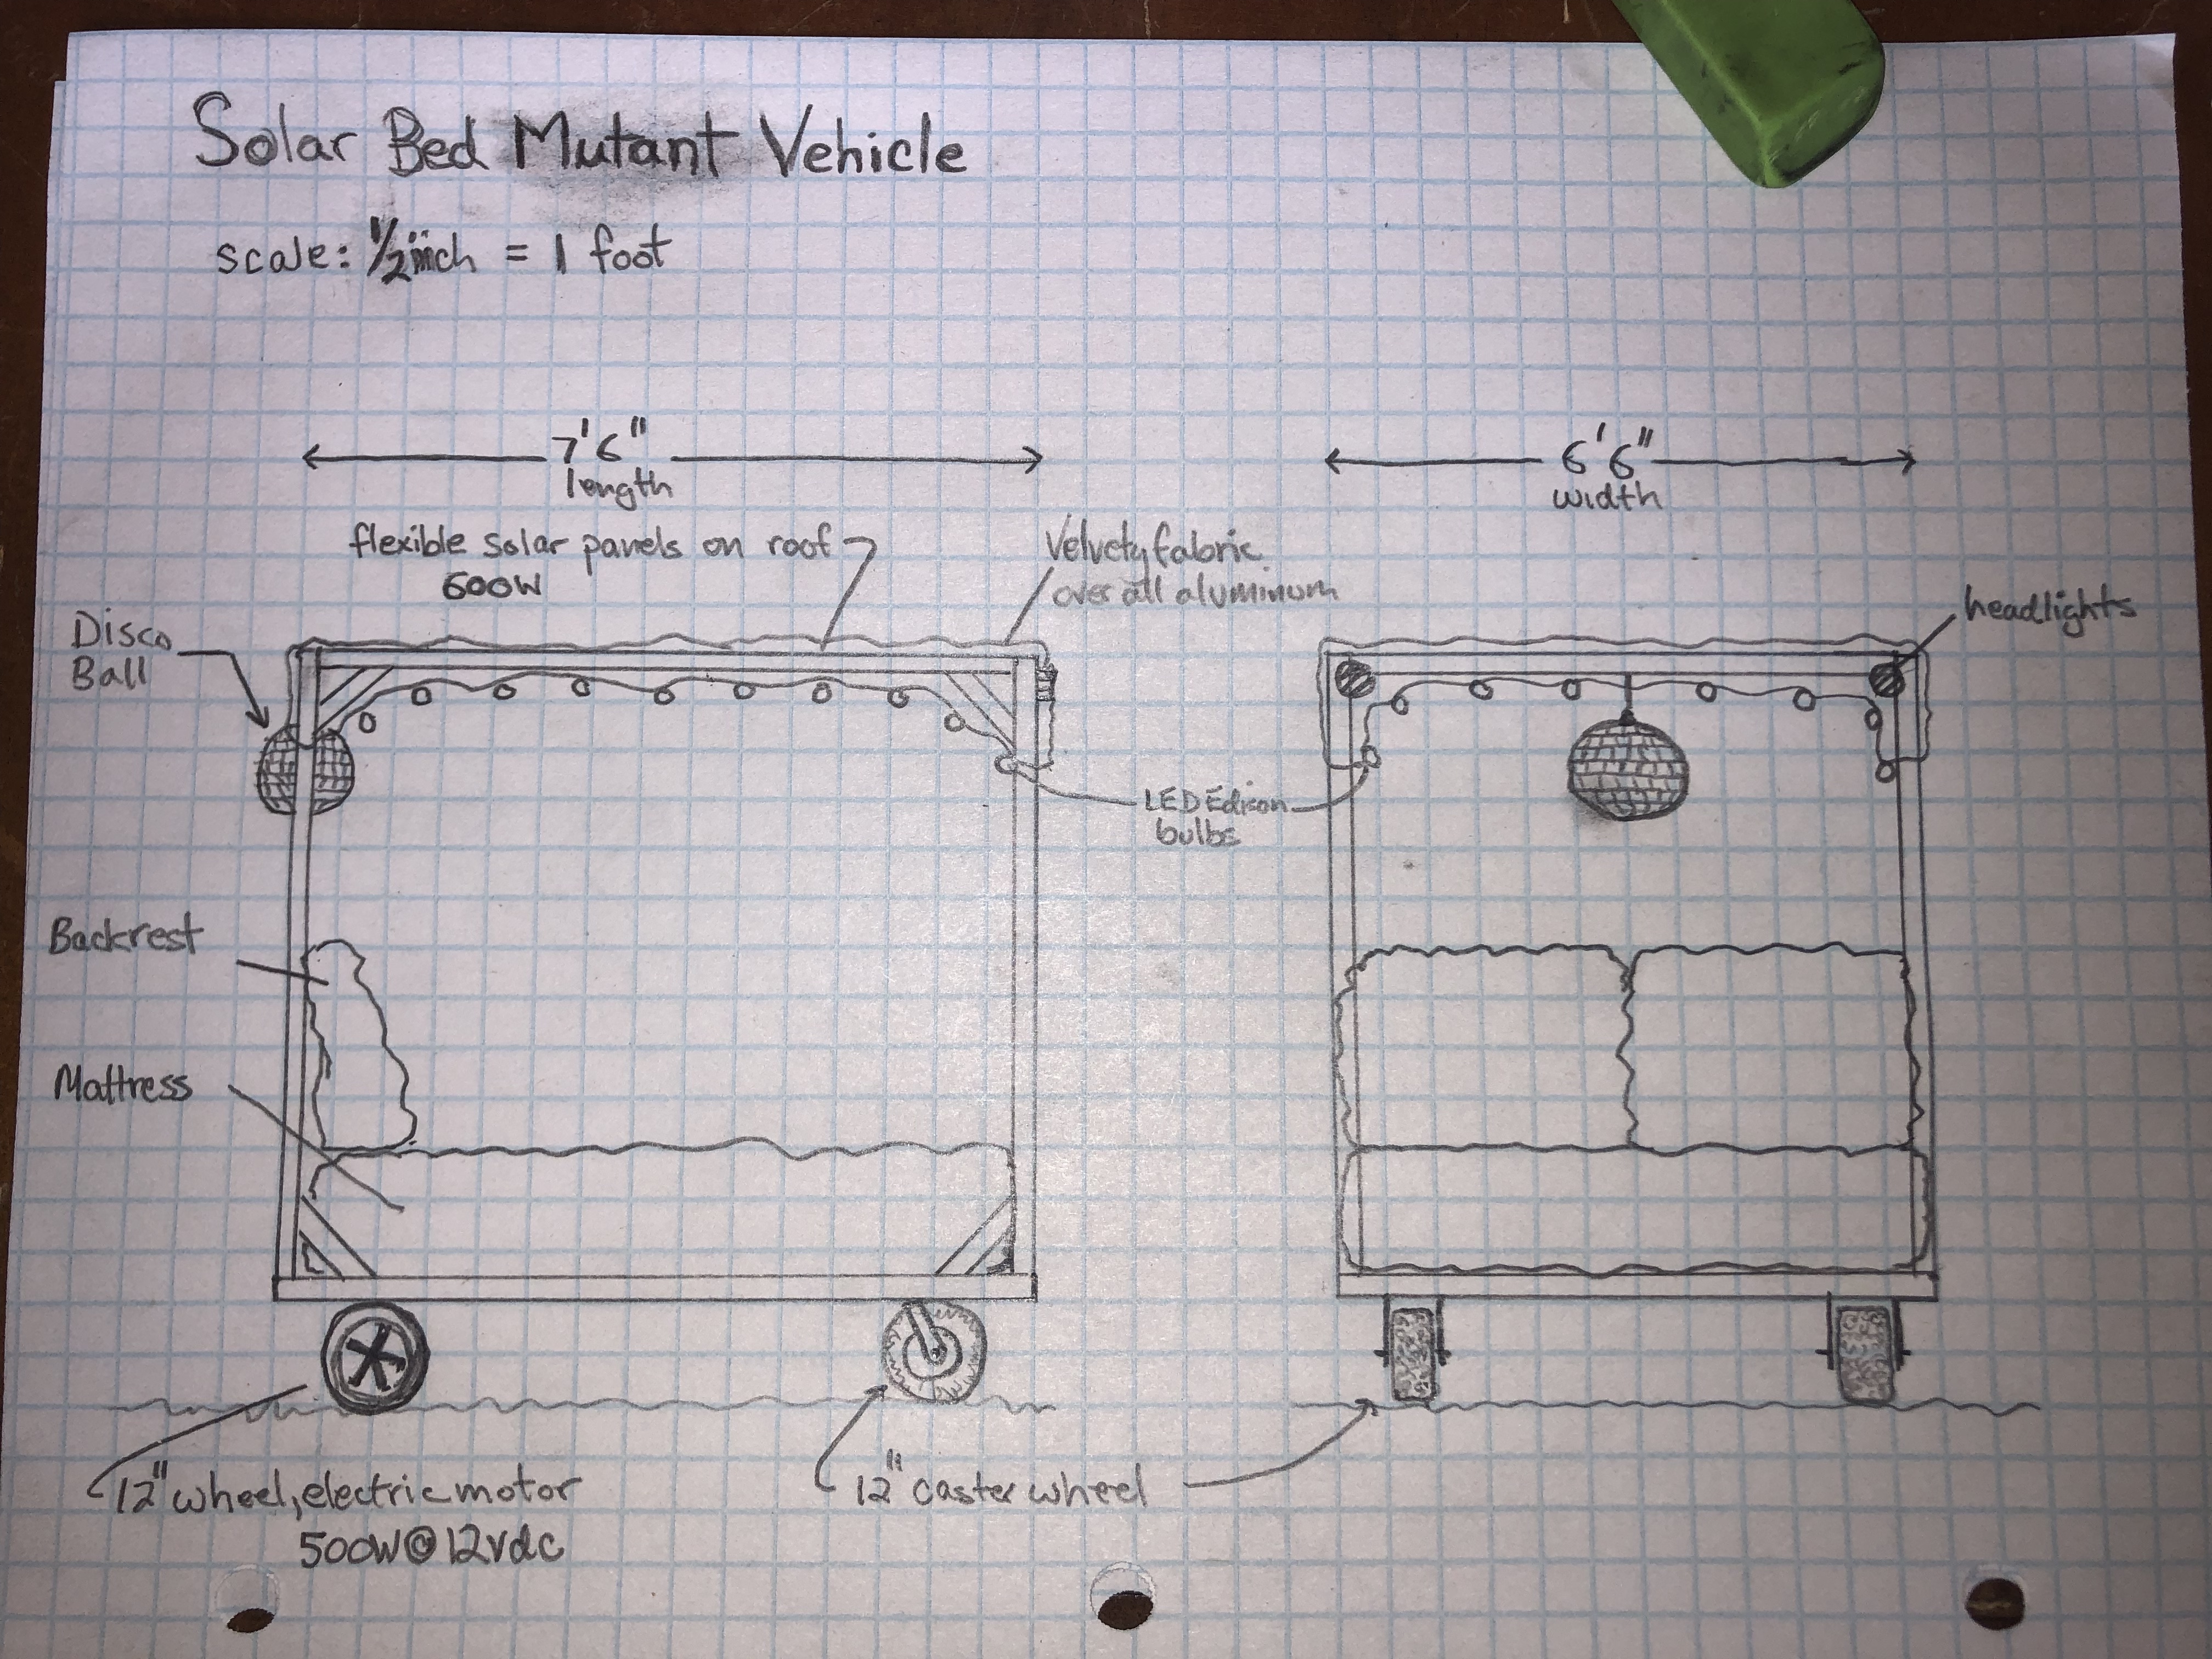 Solar Bed Mutant Vehicle
scale: 1/2 inch = 1 foot
7'6"
length
6'6"
width
flexible solar panels on roof
600W
Velvety fabric
over all aluminum
headlights
Disco
Ball
LED Edison
bulbs
Backrest
Mattress
12" wheel, electric motor
500W@12vdc
12" caster wheel